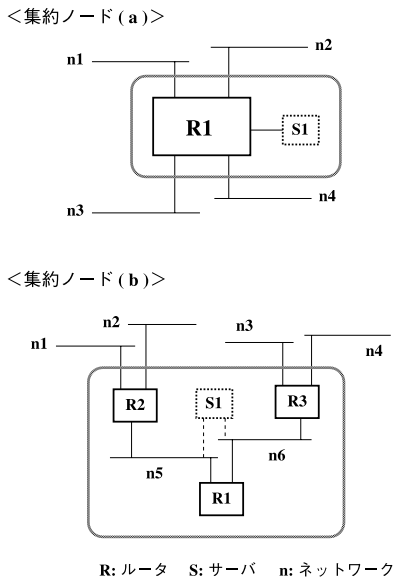 ＜集約ノード ( a )＞
n2
n1
R1
S1
n4
n3
＜集約ノード ( b )＞
n2
n3
n1
n4
R2
S1
R3
n6
n5
R1
R: ルータ S: サーバ n: ネットワーク